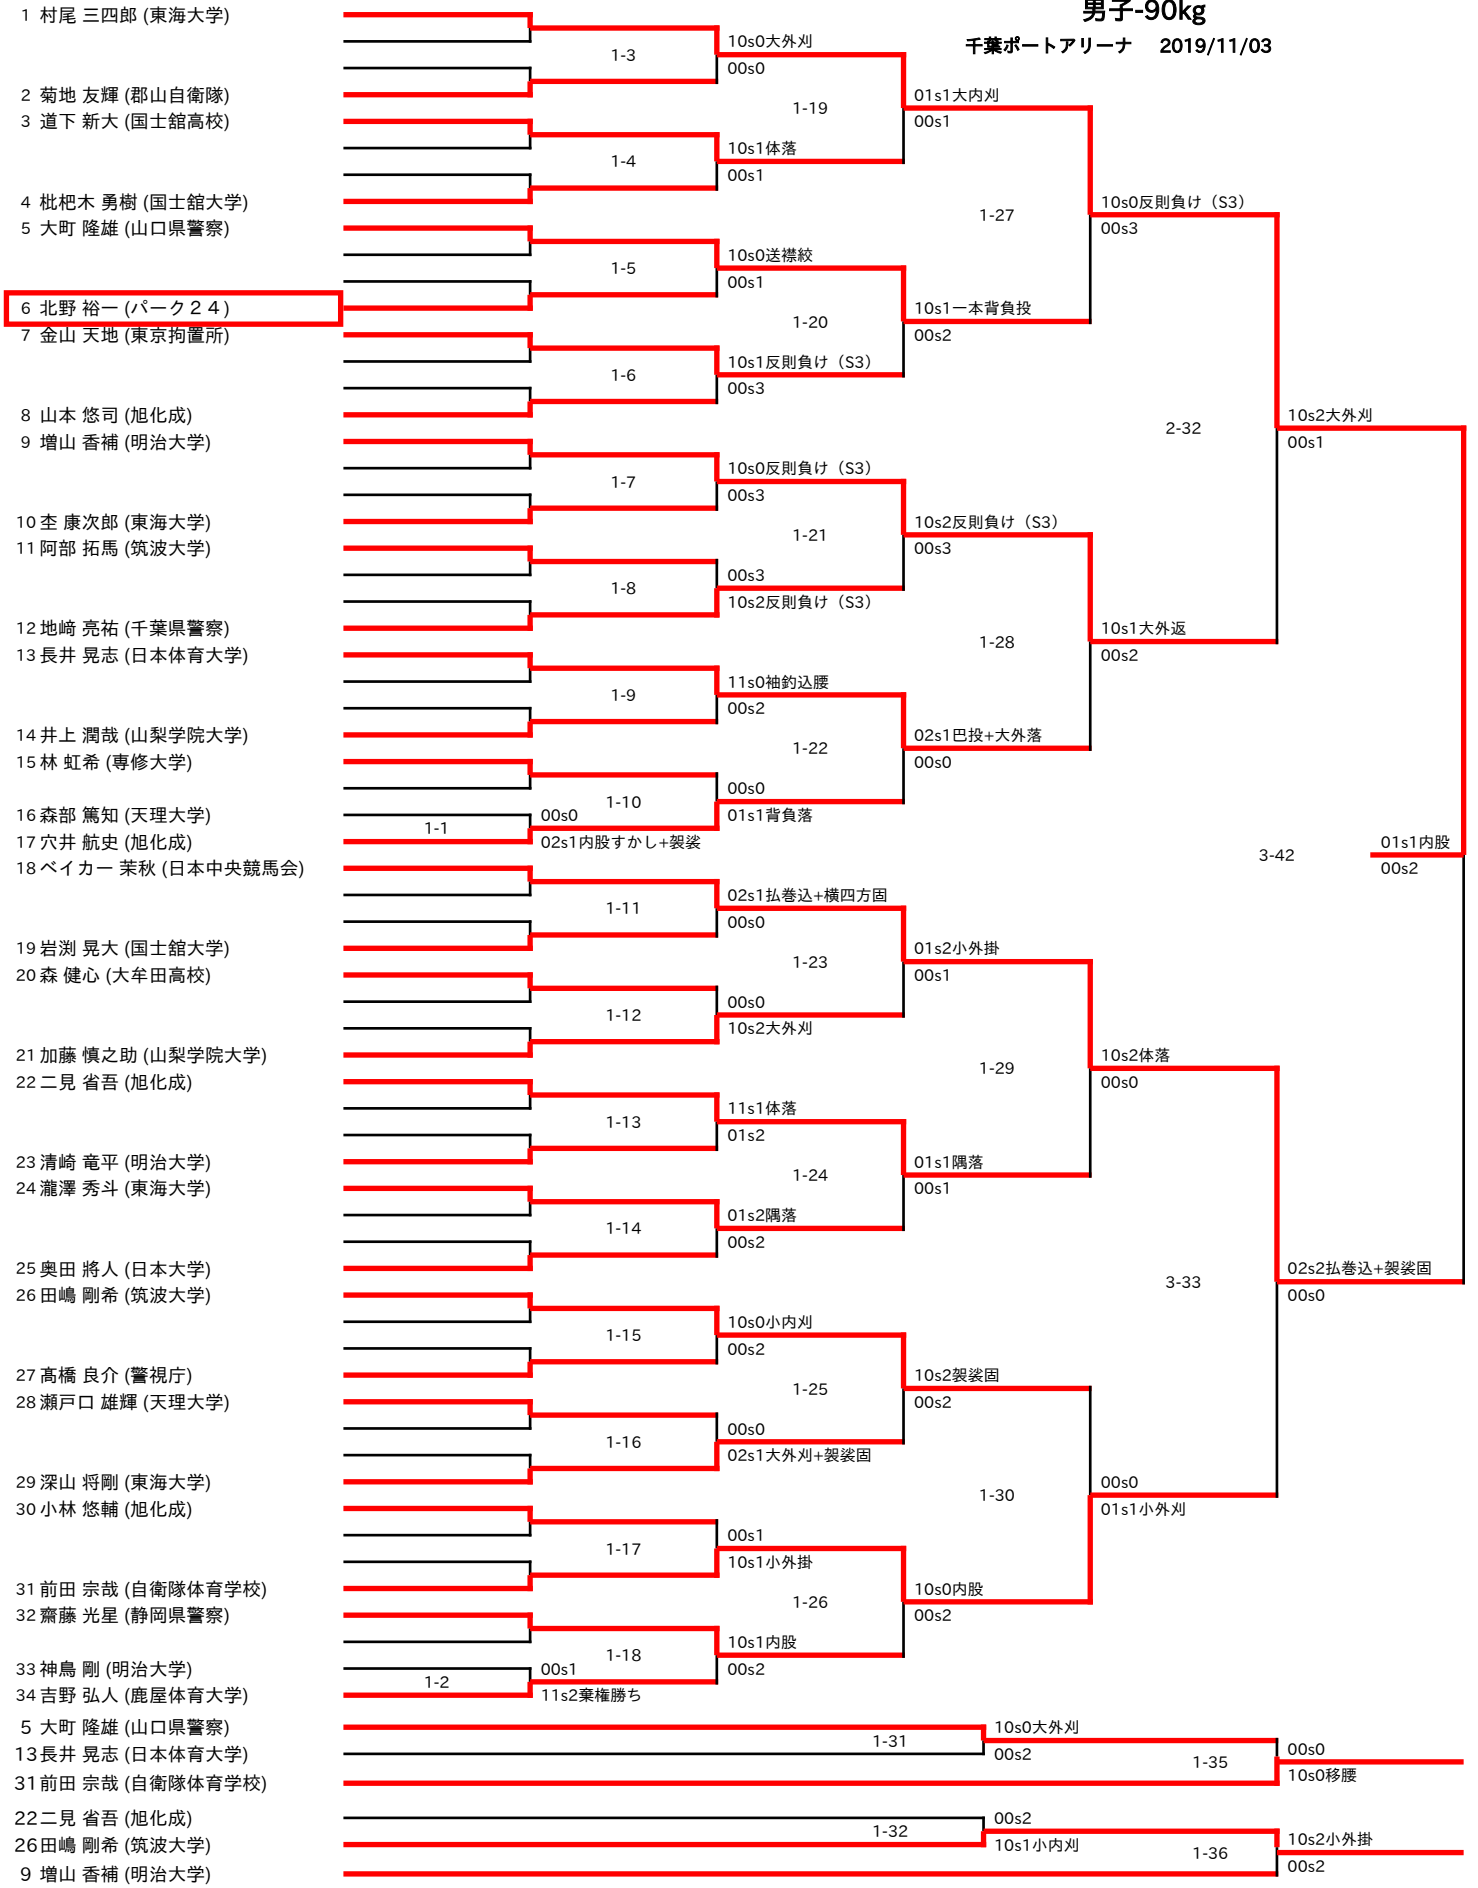 男子-90kg
千葉ポートアリーナ 2019/11/03
1 村尾 三四郎 (東海大学)
2 菊地 友輝 (郡山自衛隊)
3 道下 新大 (国士舘高校)
4 枇杷木 勇樹 (国士舘大学)
5 大町 隆雄 (山口県警察)
6 北野 裕一 (パーク２４)
7 金山 天地 (東京拘置所)
8 山本 悠司 (旭化成)
9 増山 香補 (明治大学)
10 杢 康次郎 (東海大学)
11 阿部 拓馬 (筑波大学)
12 地﨑 亮祐 (千葉県警察)
13 長井 晃志 (日本体育大学)
14 井上 潤哉 (山梨学院大学)
15 林 虹希 (専修大学)
16 森部 篤知 (天理大学)
17 穴井 航史 (旭化成)
18 ベイカー 茉秋 (日本中央競馬会)
19 岩渕 晃大 (国士舘大学)
20 森 健心 (大牟田高校)
21 加藤 慎之助 (山梨学院大学)
22 二見 省吾 (旭化成)
23 清崎 竜平 (明治大学)
24 瀧澤 秀斗 (東海大学)
25 奥田 將人 (日本大学)
26 田嶋 剛希 (筑波大学)
27 髙橋 良介 (警視庁)
28 瀬戸口 雄輝 (天理大学)
29 深山 将剛 (東海大学)
30 小林 悠輔 (旭化成)
31 前田 宗哉 (自衛隊体育学校)
32 齋藤 光星 (静岡県警察)
33 神鳥 剛 (明治大学)
34 吉野 弘人 (鹿屋体育大学)
1-1
00s0
02s1内股すかし+袈裟
1-2
00s1
11s2棄権勝ち
1-3
10s0大外刈
00s0
1-4
10s1体落
00s1
1-5
10s0送襟絞
00s1
1-6
10s1反則負け（S3）
00s3
1-7
10s0反則負け（S3）
00s3
1-8
00s3
10s2反則負け（S3）
1-9
11s0袖釣込腰
00s2
1-10
00s0
01s1背負落
1-11
02s1払巻込+横四方固
00s0
1-12
00s0
10s2大外刈
1-13
11s1体落
01s2
1-14
01s2隅落
00s2
1-15
10s0小内刈
00s2
1-16
00s0
02s1大外刈+袈裟固
1-17
00s1
10s1小外掛
1-18
10s1内股
00s2
1-19
01s1大内刈
00s1
1-20
10s1一本背負投
00s2
1-21
10s2反則負け（S3）
00s3
1-22
02s1巴投+大外落
00s0
1-23
01s2小外掛
00s1
1-24
01s1隅落
00s1
1-25
10s2袈裟固
00s2
1-26
10s0内股
00s2
1-27
10s0反則負け（S3）
00s3
1-28
10s1大外返
00s2
1-29
10s2体落
00s0
1-30
00s0
01s1小外刈
2-32
10s2大外刈
00s1
3-33
02s2払巻込+袈裟固
00s0
3-42
01s1内股
00s2
5 大町 隆雄 (山口県警察)
13 長井 晃志 (日本体育大学)
31 前田 宗哉 (自衛隊体育学校)
1-31
10s0大外刈
00s2
1-35
00s0
10s0移腰
22 二見 省吾 (旭化成)
26 田嶋 剛希 (筑波大学)
9 増山 香補 (明治大学)
1-32
00s2
10s1小内刈
1-36
10s2小外掛
00s2